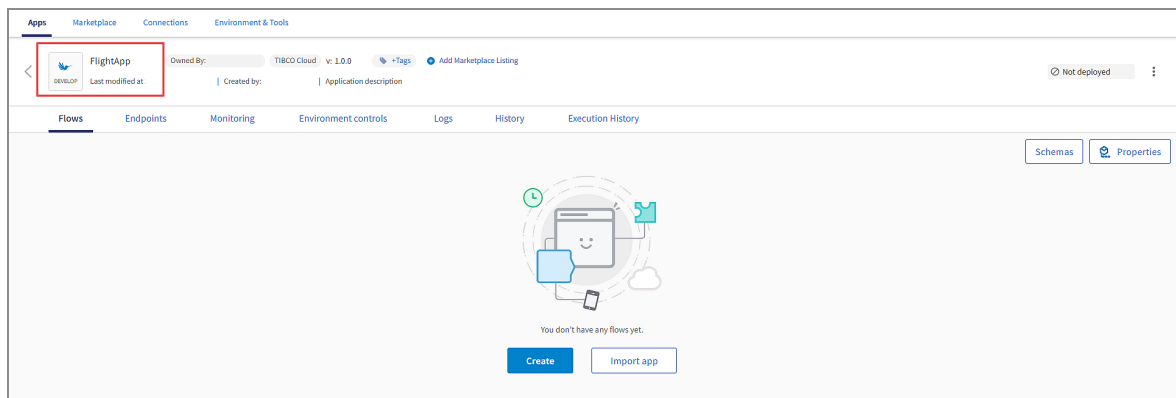 Apps Marketplace Connections Environment & Tools
FlightApp Owned By: TIBCO Cloud v: 1.0.0 +Tags Add Marketplace Listing
Not deployed
DEVELOP Last modified at | Created by: | Application description
Flows Endpoints Monitoring Environment controls Logs History Execution History
Schemas Properties
You don't have any flows yet.
Create Import app